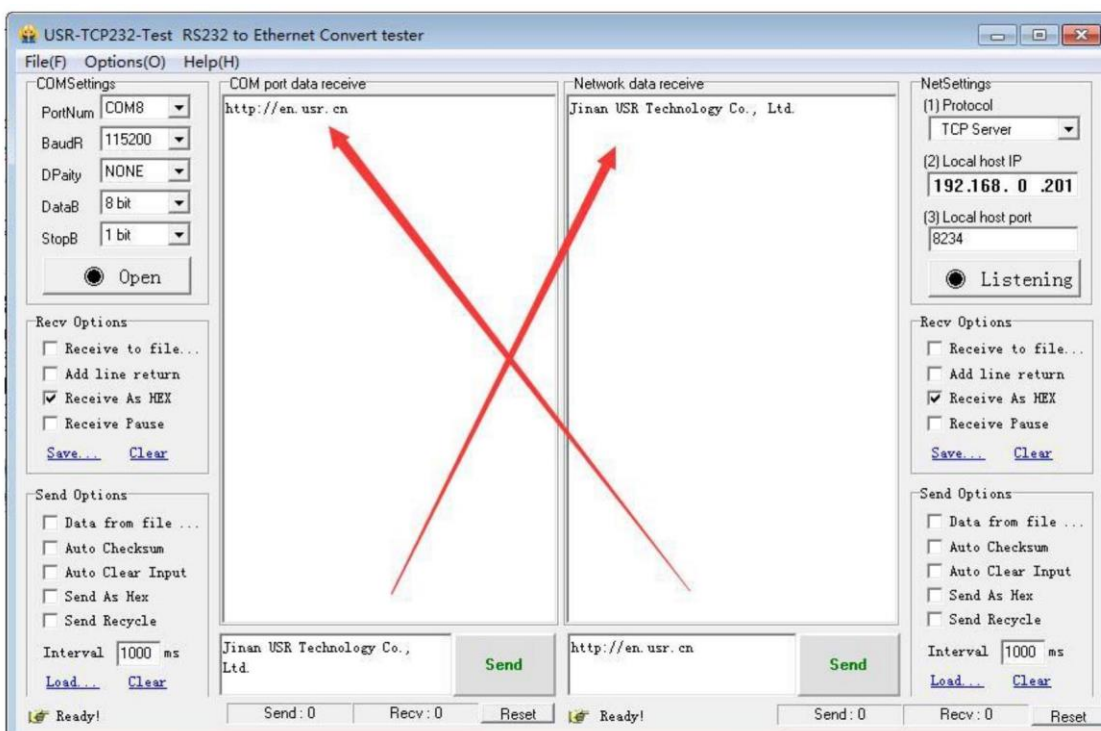 USR-TCP232-Test RS232 to Ethernet Convert tester
File(F) Options(O) Help(H)
COMSettings
PortNum COM8
BaudR 115200
DPaity NONE
DataB 8 bit
StopB 1 bit
Open
Recv Options
Receive to file...
Add line return
Receive As HEX
Receive Pause
Save... Clear
Send Options
Data from file ...
Auto Checksum
Auto Clear Input
Send As Hex
Send Recycle
Interval 1000 ms
Load... Clear
COM port data receive
http://en.usr.cn
Jinan USR Technology Co.,
Ltd.
Send
Network data receive
Jinan USR Technology Co., Ltd.
http://en.usr.cn
Send
NetSettings
(1) Protocol
TCP Server
(2) Local host IP
192.168. 0 .201
(3) Local host port
8234
Listening
Recv Options
Receive to file...
Add line return
Receive As HEX
Receive Pause
Save... Clear
Send Options
Data from file ...
Auto Checksum
Auto Clear Input
Send As Hex
Send Recycle
Interval 1000 ms
Load... Clear
Ready! Send : 0 Recv : 0 Reset
Ready! Send : 0 Recv : 0 Reset